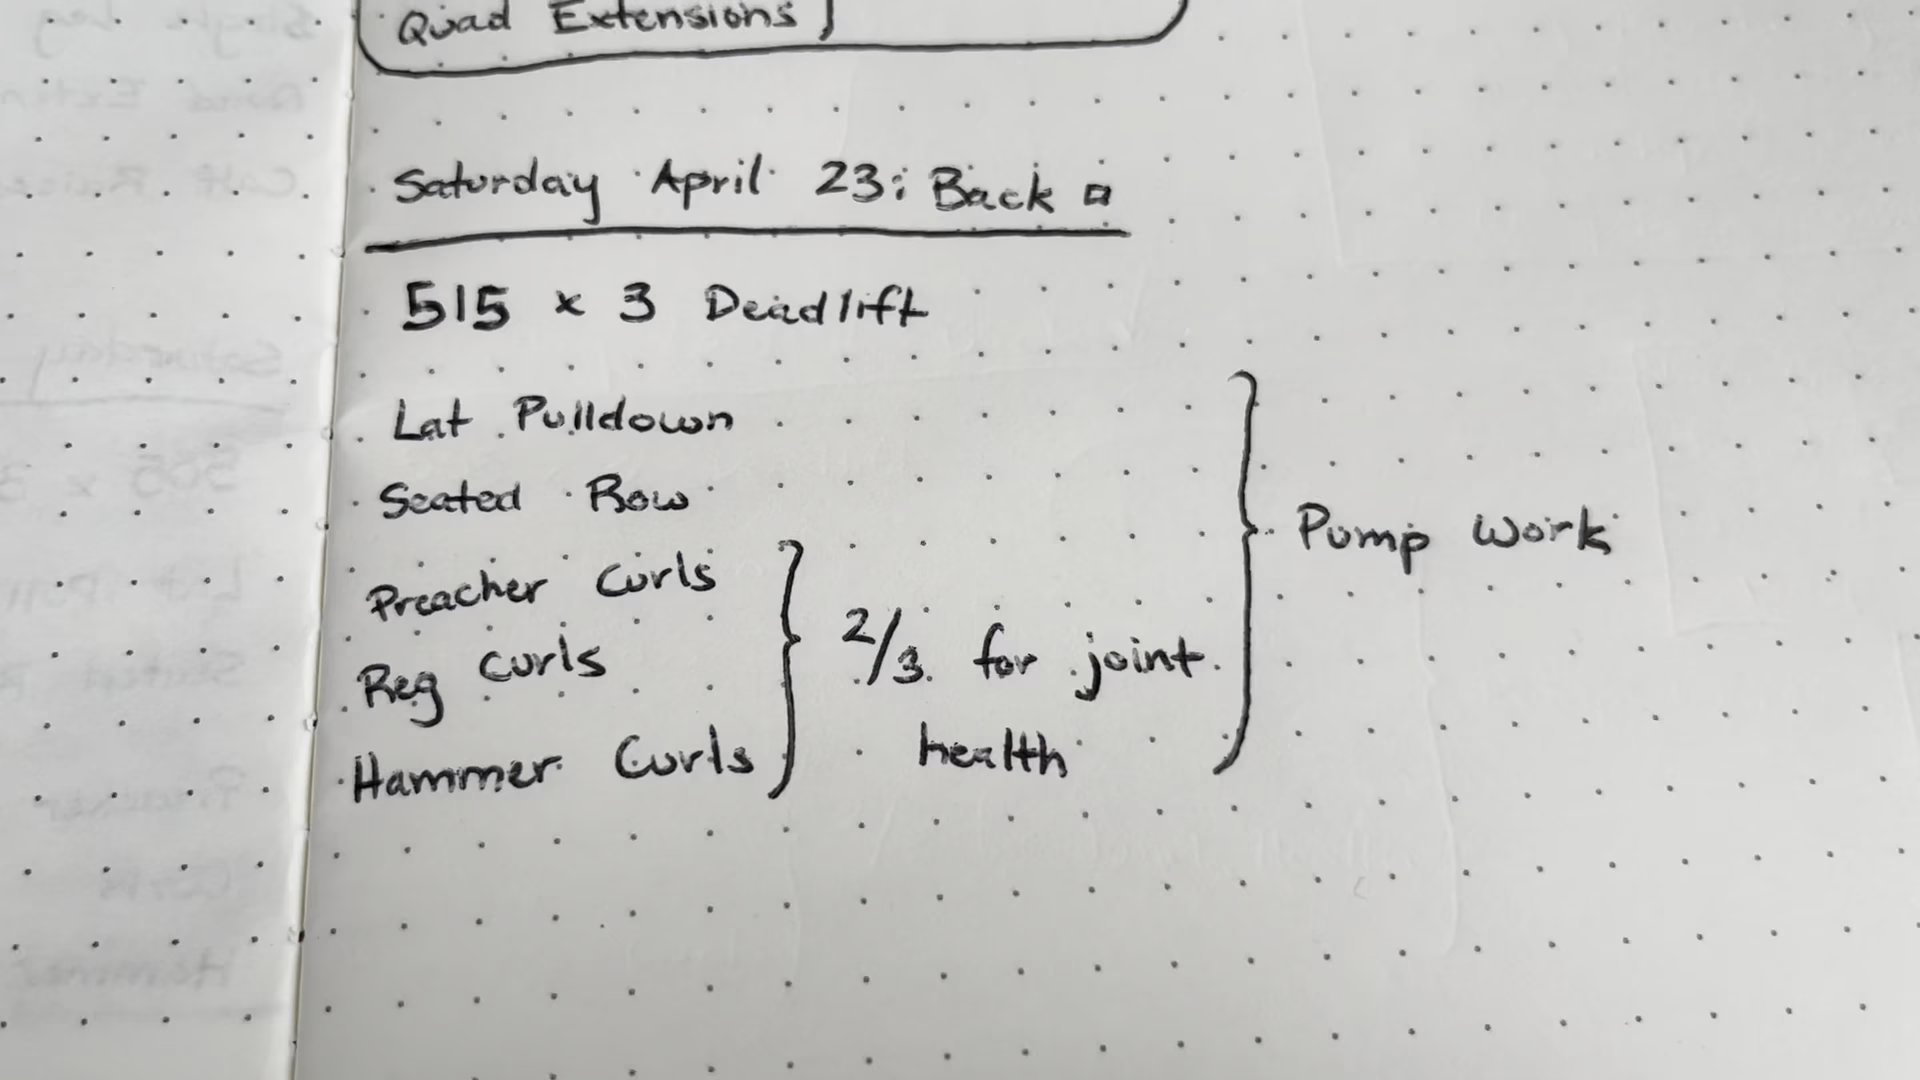 Quad Extensions
Saturday April 23: Back
515 x 3 Deadlift
Lat Pulldown
Seated Row
Preacher Curls
Reg curls
Hammer Curls
2/3 for joint
health
Pump work